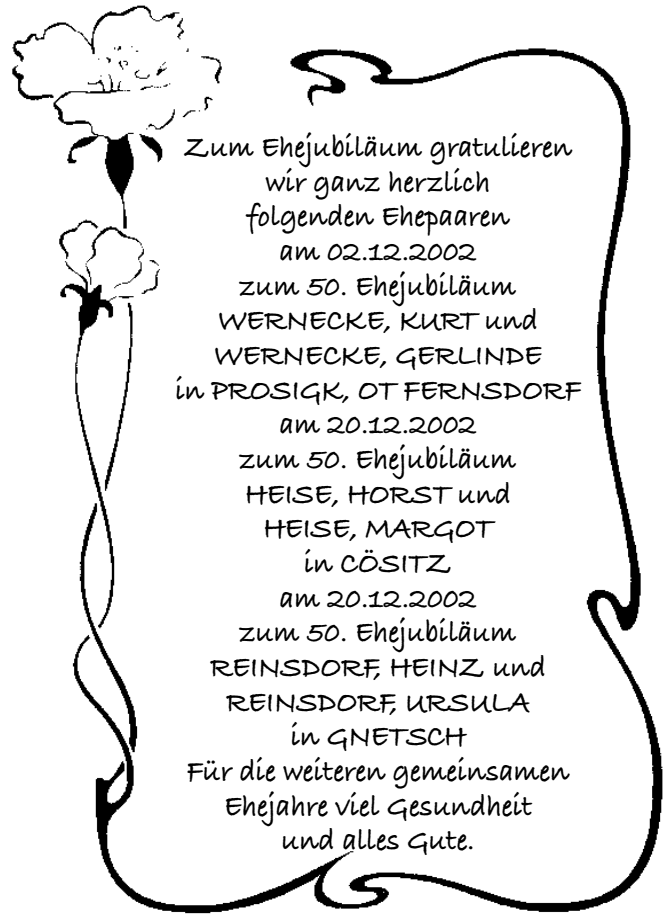 Zum Ehejubiläum gratulieren
wir ganz herzlich
folgenden Ehepaaren
am 02.12.2002
zum 50. Ehejubiläum
WERNECKE, KURT und
WERNECKE, GERLINDE
in PROSIGK, OT FERNSDORF
am 20.12.2002
zum 50. Ehejubiläum
HEISE, HORST und
HEISE, MARGOT
in CÖSITZ
am 20.12.2002
zum 50. Ehejubiläum
REINSDORF, HEINZ und
REINSDORF, URSULA
in GNETSCH
Für die weiteren gemeinsamen
Ehejahre viel Gesundheit
und alles Gute.